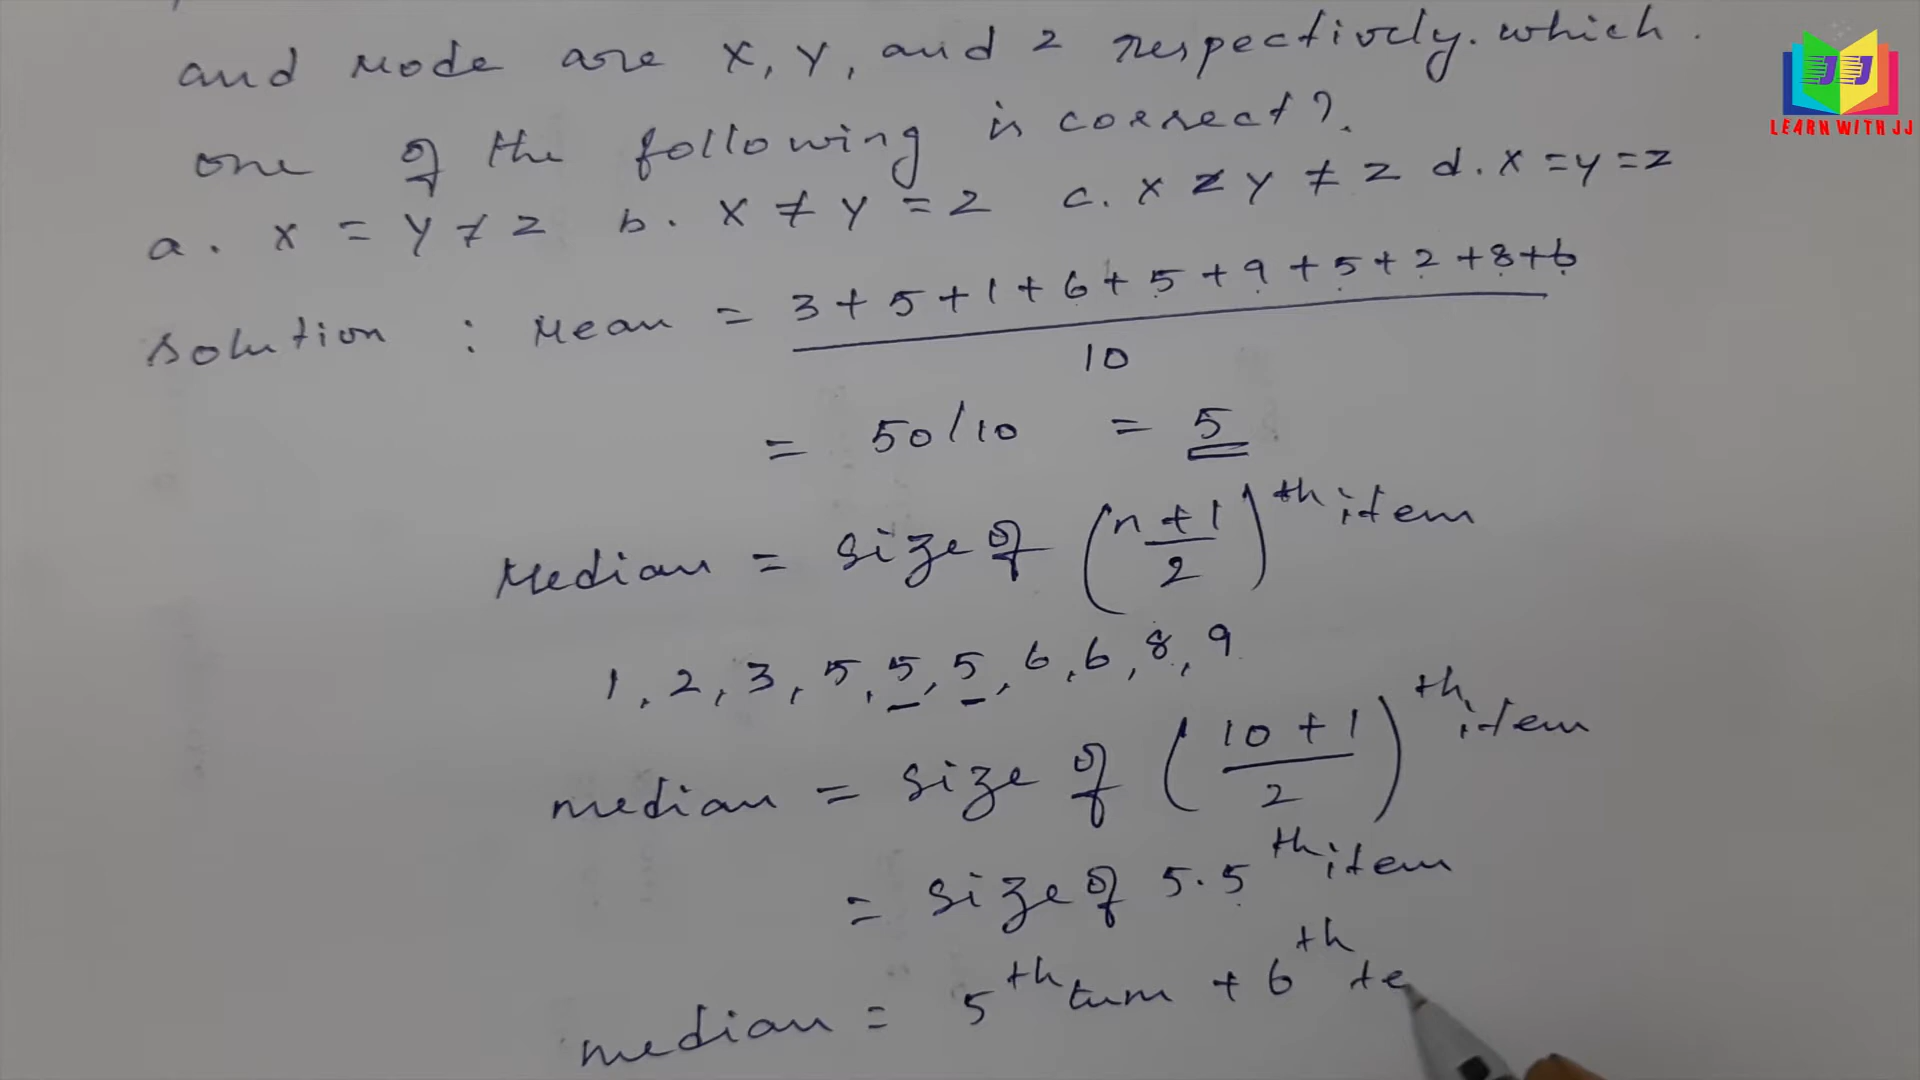 and Mode are X, Y, and Z respectively. which
one of the following is correct?.
a. X = Y ≠ Z b. X ≠ Y = Z c. X ≠ Y ≠ Z d. X = Y = Z
Solution : Mean = 3 + 5 + 1 + 6 + 5 + 9 + 5 + 2 + 8 + 6
10
= 50/10 = 5
Median = size of (n + 1 / 2)th item
1, 2, 3, 5, 5, 5, 6, 6, 8, 9
median = size of (10 + 1 / 2)th item
= size of 5.5th item
median = 5th term + 6th te
JJ
LEARN WITH JJ